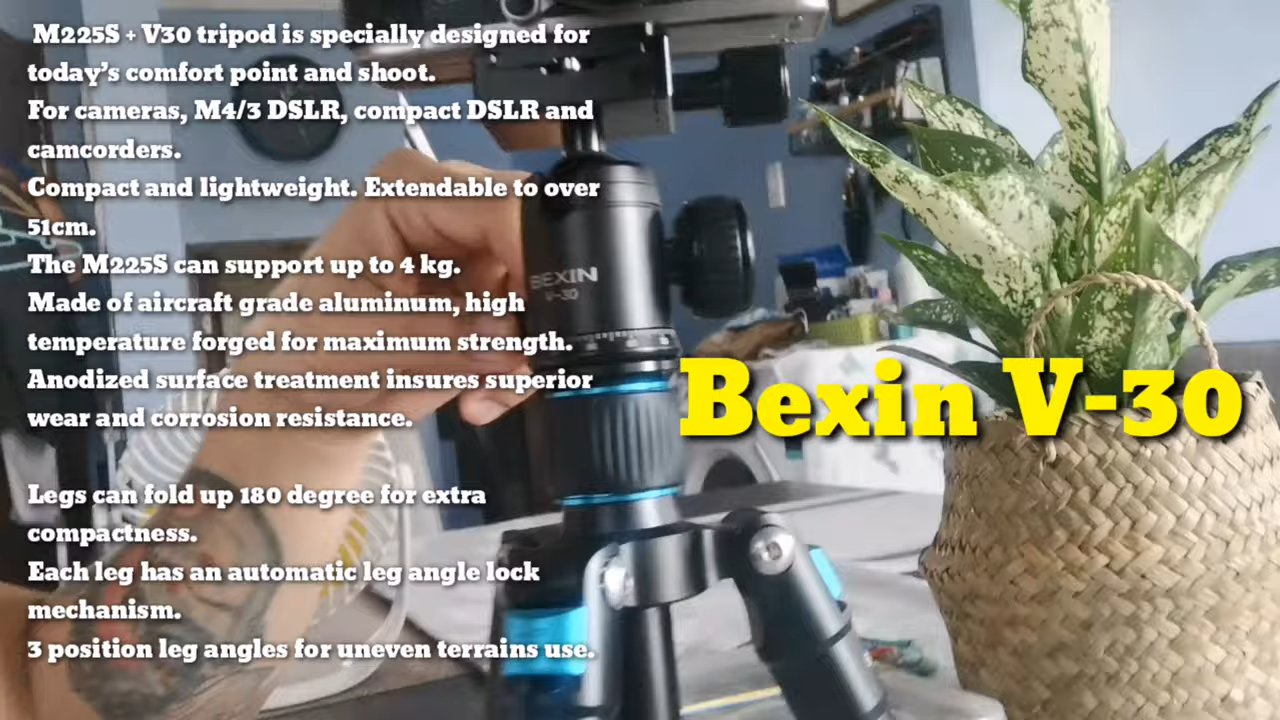 M225S + V30 tripod is specially designed for
today's comfort point and shoot.
For cameras, M4/3 DSLR, compact DSLR and
camcorders.
Compact and lightweight. Extendable to over
51cm.
The M225S can support up to 4 kg.
Made of aircraft grade aluminum, high
temperature forged for maximum strength.
Anodized surface treatment insures superior
wear and corrosion resistance.
Legs can fold up 180 degree for extra
compactness.
Each leg has an automatic leg angle lock
mechanism.
3 position leg angles for uneven terrains use.
BEXIN
V-30
Bexin V-30